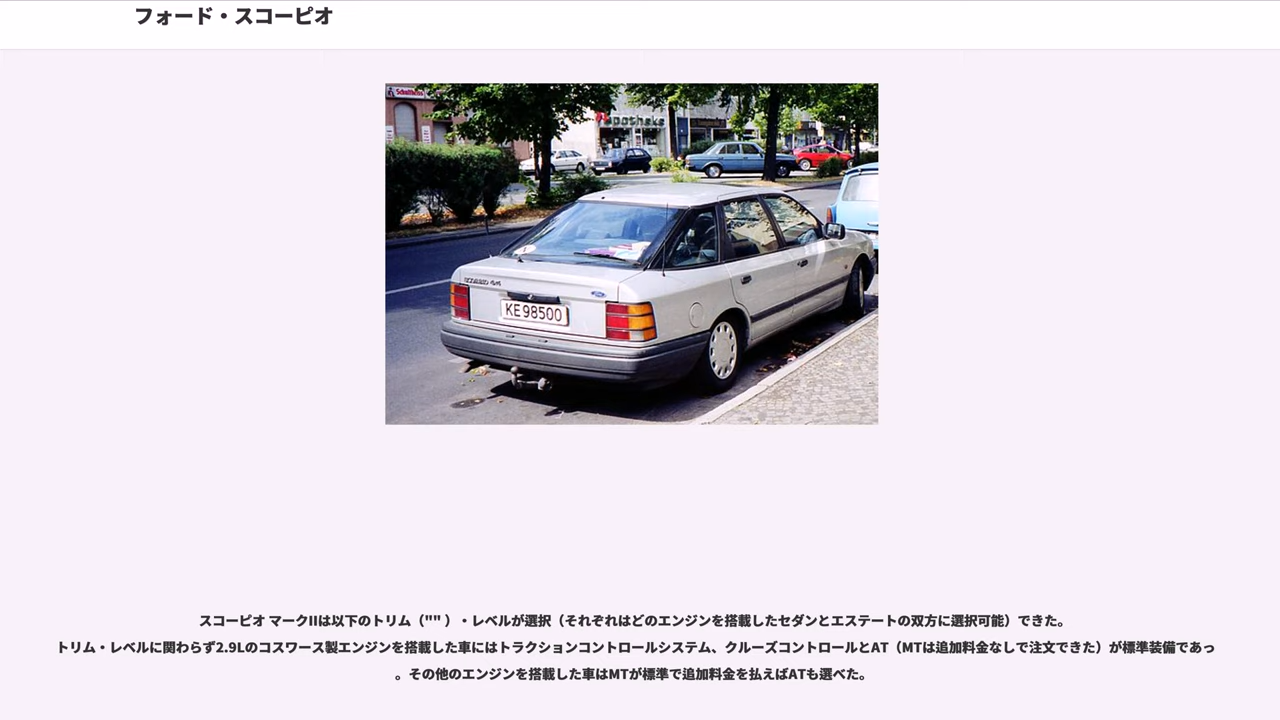 フォード・スコーピオ
Schultheiss
Apotheke
Ford
KE 98500
スコーピオ マークIIは以下のトリム（"" ）・レベルが選択（それぞれはどのエンジンを搭載したセダンとエステートの双方に選択可能）できた。
トリム・レベルに関わらず2.9Lのコスワース製エンジンを搭載した車にはトラクションコントロールシステム、クルーズコントロールとAT（MTは追加料金なしで注文できた）が標準装備であっ
。その他のエンジンを搭載した車はMTが標準で追加料金を払えばATも選べた。